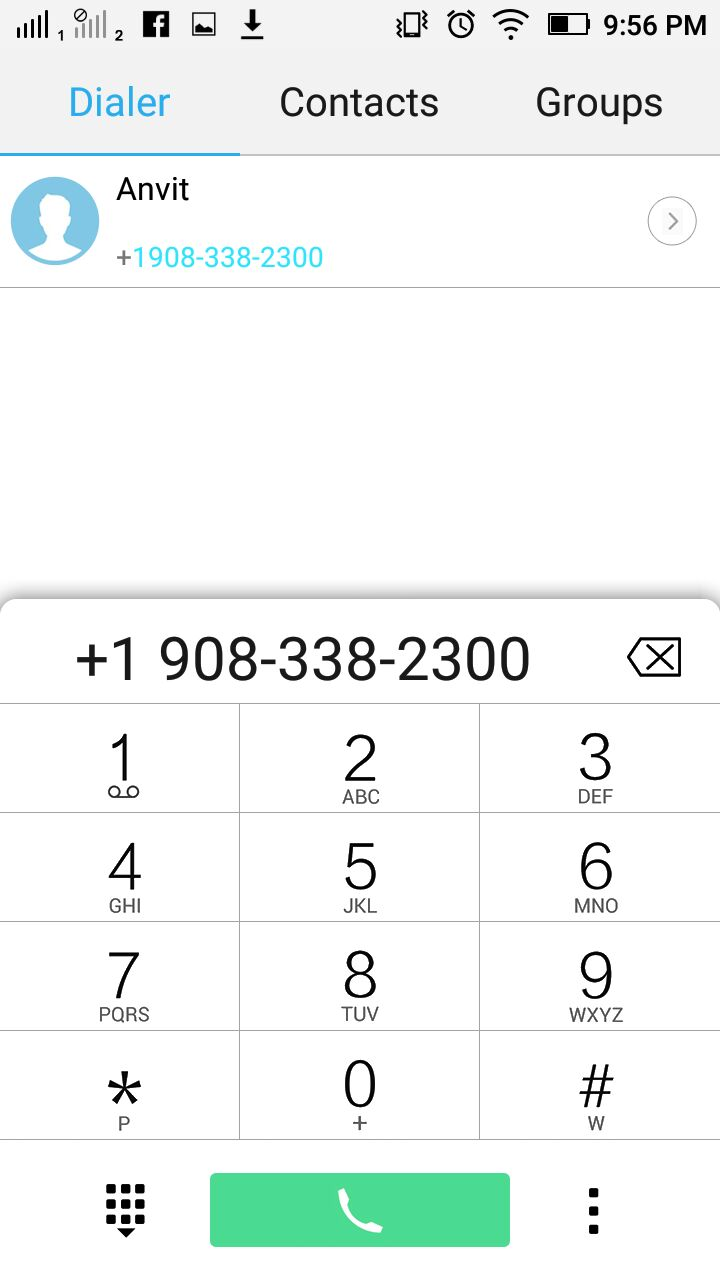 1 2 9:56 PM
Dialer Contacts Groups
Anvit
+1908-338-2300
+1 908-338-2300
1 2 3
ABC DEF
4 5 6
GHI JKL MNO
7 8 9
PQRS TUV WXYZ
* 0 #
P + W